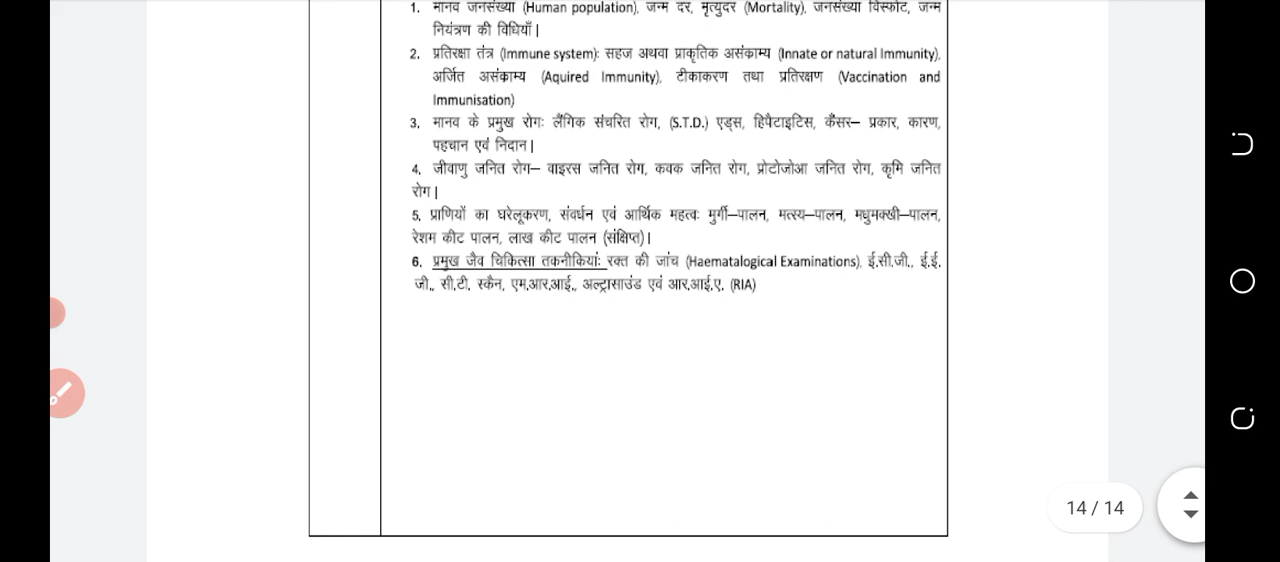 1. मानव जनसंख्या (Human population), जन्म दर, मृत्युदर (Mortality), जनसंख्या विस्फोट, जन्म
नियंत्रण की विधियाँ|
2. प्रतिरक्षा तंत्र (Immune system): सहज अथवा प्राकृतिक असंकाम्य (Innate or natural Immunity),
अर्जित असंकाम्य (Aquired Immunity), टीकाकरण तथा प्रतिरक्षण (Vaccination and
Immunisation)
3. मानव के प्रमुख रोगः लैंगिक संचरित रोग, (S.T.D.) एड्स, हिपैटाइटिस, कैंसर– प्रकार, कारण,
पहचान एवं निदान|
4. जीवाणु जनित रोग– वाइरस जनित रोग, कवक जनित रोग, प्रोटोजोआ जनित रोग, कृमि जनित
रोग|
5. प्राणियों का घरेलूकरण, संवर्धन एवं आर्थिक महत्वः मुर्गी–पालन, मत्स्य–पालन, मधुमक्खी–पालन,
रेशम कीट पालन, लाख कीट पालन (संक्षिप्त)|
6. प्रमुख जैव चिकित्सा तकनीकियांः रक्त की जांच (Haematalogical Examinations), ई.सी.जी., ई.ई.
जी., सी.टी. स्कैन, एम.आर.आई., अल्ट्रासाउंड एवं आर.आई.ए. (RIA)
14 / 14